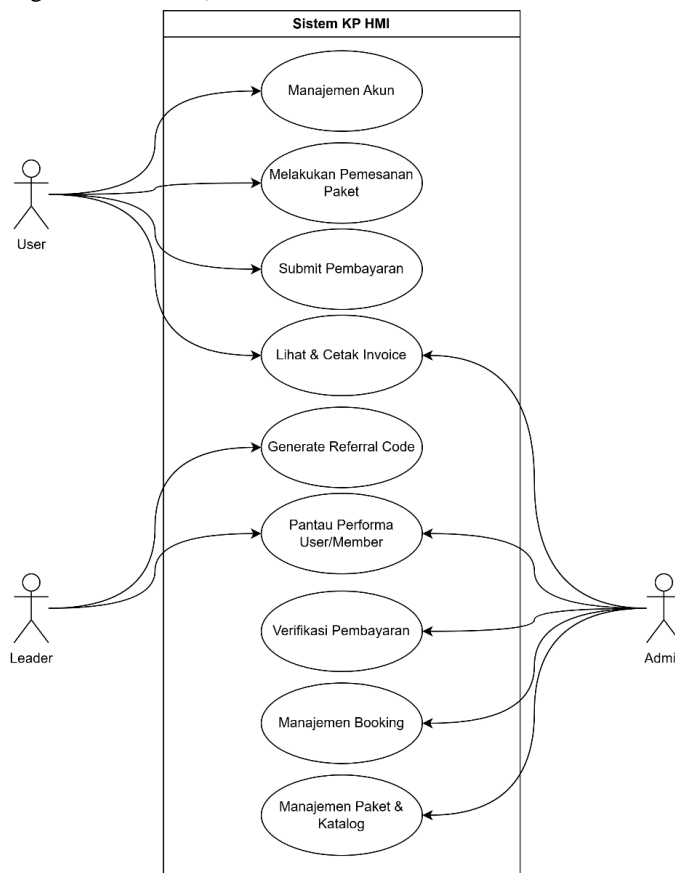 Sistem KP HMI
Manajemen Akun
Melakukan Pemesanan
Paket
User
Submit Pembayaran
Lihat & Cetak Invoice
Generate Referral Code
Pantau Performa
User/Member
Leader
Verifikasi Pembayaran
Admi
Manajemen Booking
Manajemen Paket &
Katalog